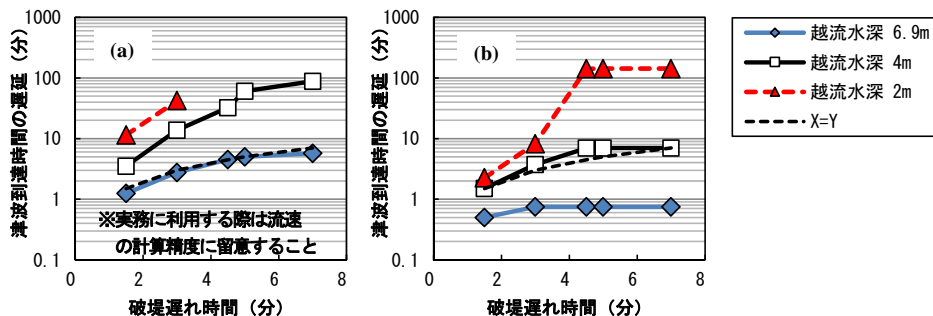 津波到達時間の遅延（分）
1000
100
10
1
0.1
(a)
※実務に利用する際は流速
の計算精度に留意すること
0 2 4 6 8
破堤遅れ時間（分）
津波到達時間の遅延（分）
1000
100
10
1
0.1
(b)
0 2 4 6 8
破堤遅れ時間（分）
越流水深 6.9m
越流水深 4m
越流水深 2m
X=Y